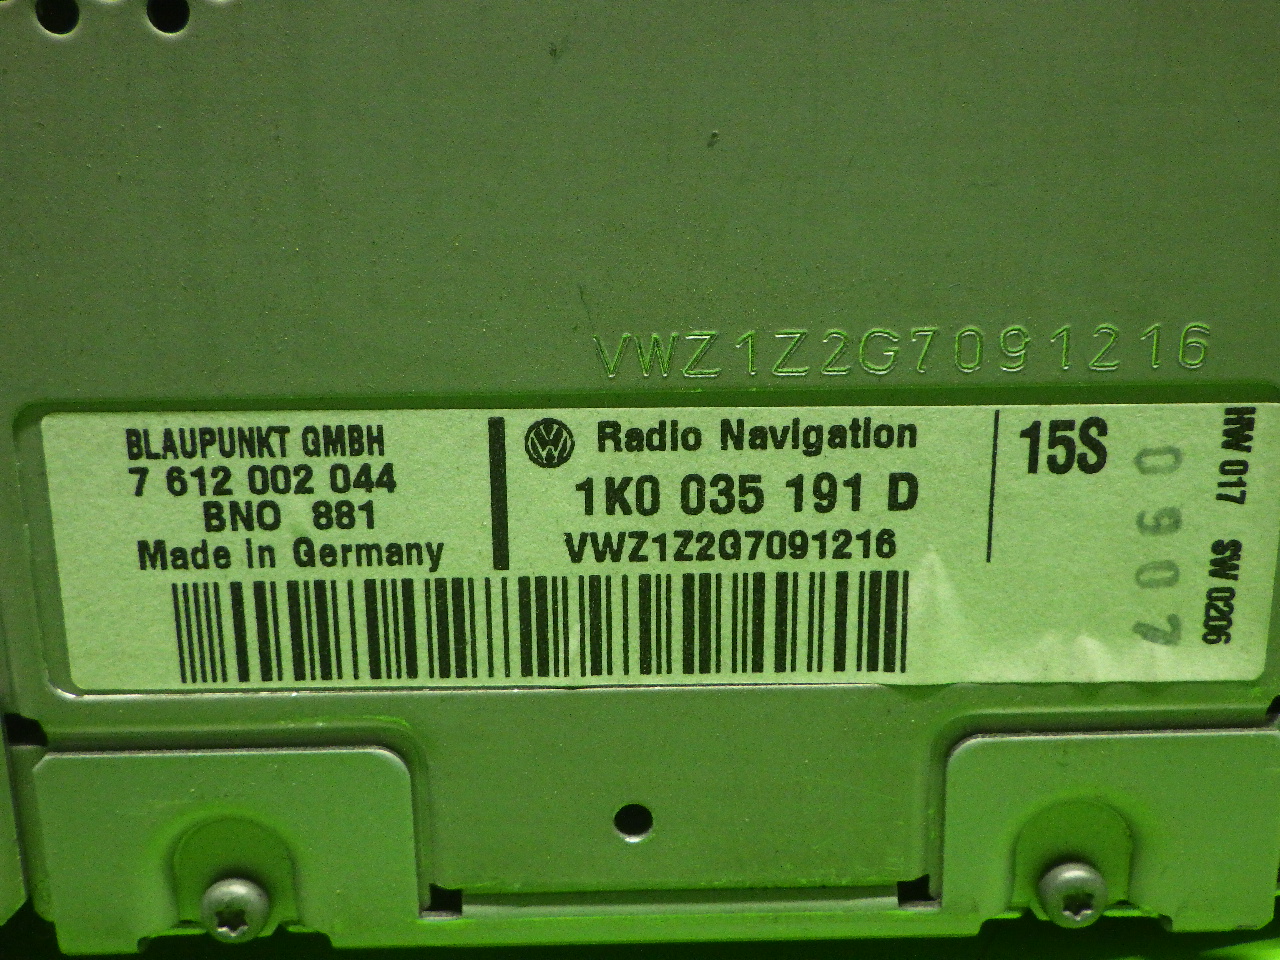 VWZ1Z2G7091216
BLAUPUNKT GMBH
7 612 002 044
BNO 881
Made in Germany
Radio Navigation
1K0 035 191 D
VWZ1Z2G7091216
15S
0907
HW 017 SW 0206